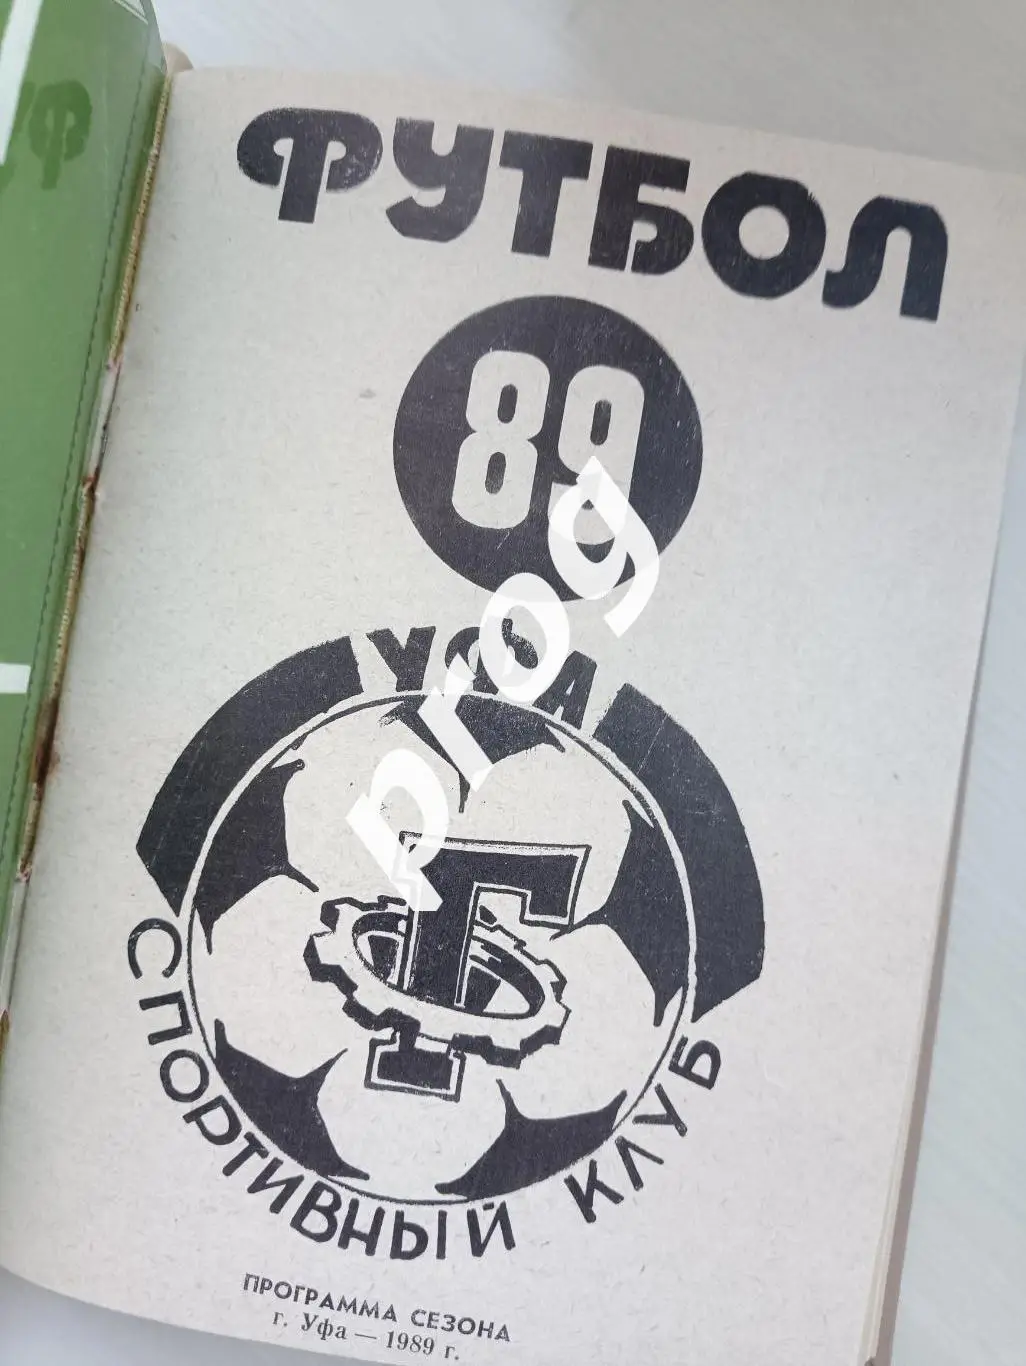 ФУТБОЛ
89
УФА
Г
СПОРТИВНЫЙ КЛУБ
ПРОГРАММА СЕЗОНА
г. Уфа — 1989 г.
prog